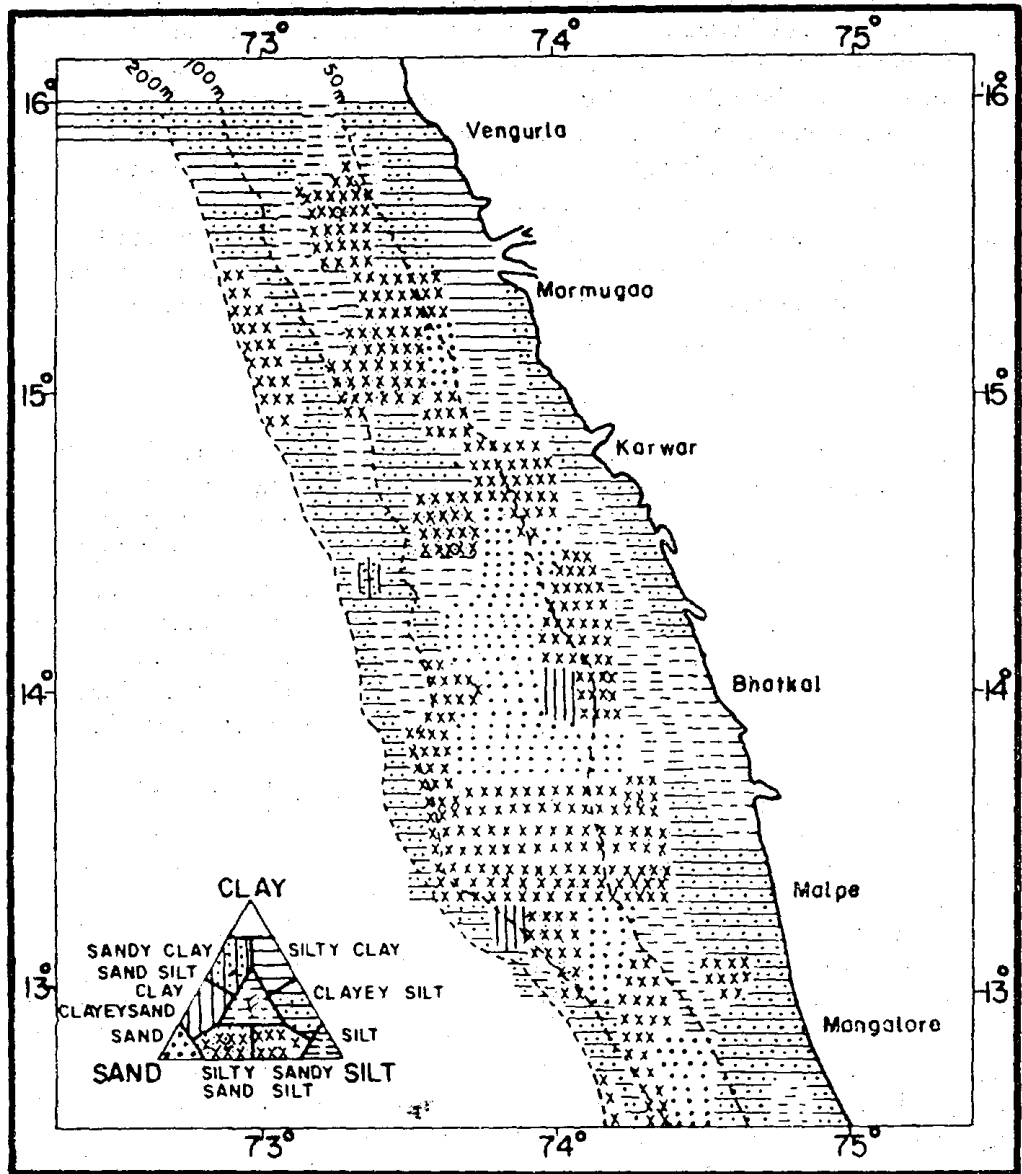 73° 74° 75°
200m 100m 50m
16° 16°
Vengurla
Marmugao
15° 15°
Karwar
14° 14°
Bhatkal
Malpe
13° 13°
Mangalore
CLAY
SANDY CLAY SILTY CLAY
SAND SILT
CLAY CLAYEY SILT
CLAYEYSAND
SAND SILT
SAND SILTY SANDY SILT
SAND SILT
73° 74° 75°